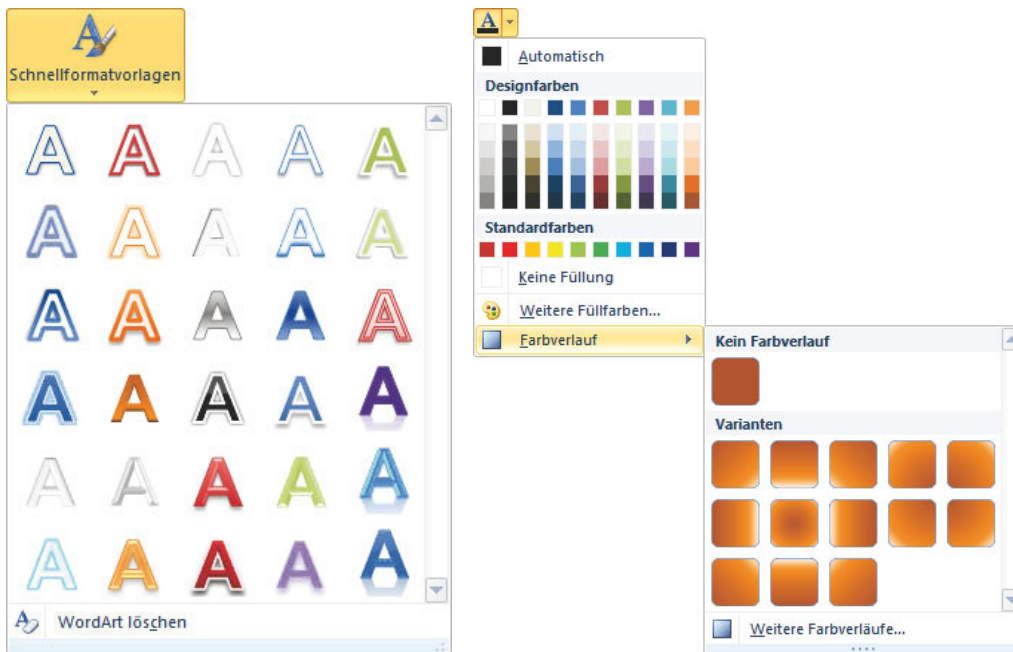 Schnellformatvorlagen
A A A A A
A A A A A
A A A A A
A A A A A
A A A A A
A A A A A
WordArt löschen
A
Automatisch
Designfarben
Standardfarben
Keine Füllung
Weitere Füllfarben...
Farbverlauf
Kein Farbverlauf
Varianten
Weitere Farbverläufe...